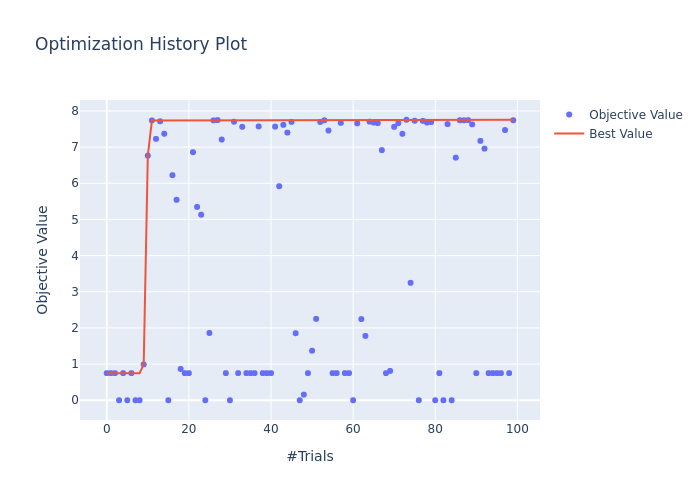 Optimization History Plot
Objective Value
Best Value
8
7
6
5
4
3
2
1
0
Objective Value
0 20 40 60 80 100
#Trials